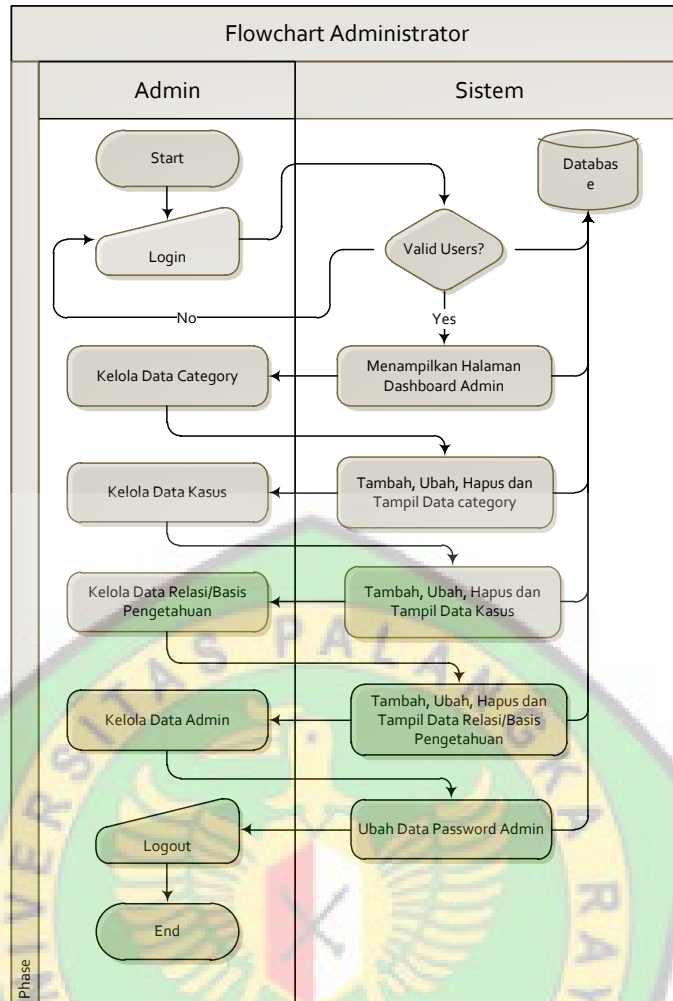 Flowchart Administrator
Admin
Sistem
Start
Databas
e
Login
Valid Users?
No
Yes
Kelola Data Category
Menampilkan Halaman
Dashboard Admin
Kelola Data Kasus
Tambah, Ubah, Hapus dan
Tampil Data category
Kelola Data Relasi/Basis
Pengetahuan
Tambah, Ubah, Hapus dan
Tampil Data Kasus
Kelola Data Admin
Tambah, Ubah, Hapus dan
Tampil Data Relasi/Basis
Pengetahuan
Ubah Data Password Admin
Logout
End
Phase
NIVERSITAS PALANGKA RAY